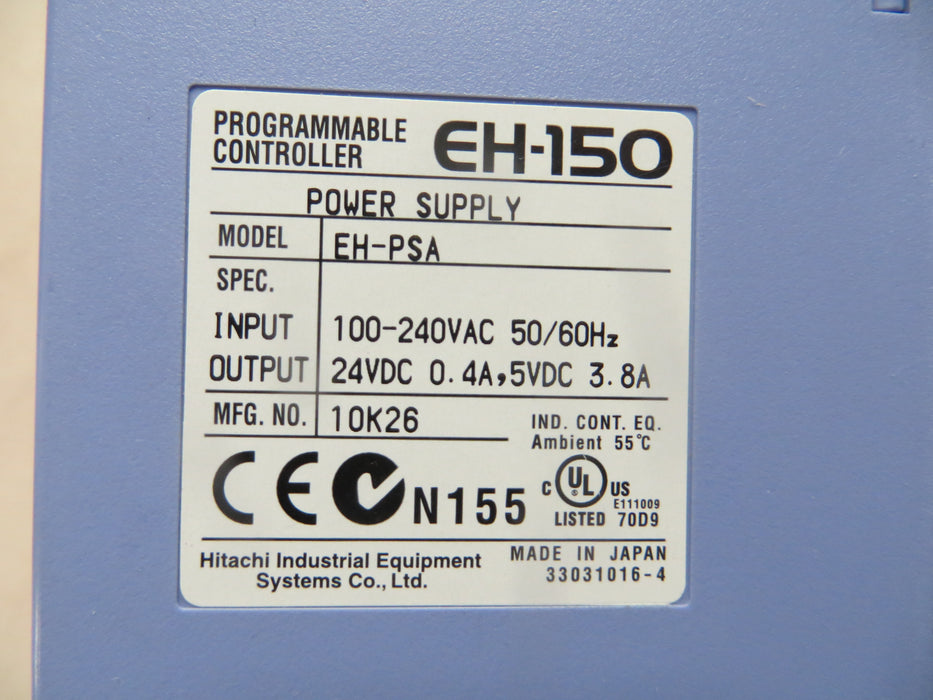 PROGRAMMABLE CONTROLLER EH-150
POWER SUPPLY
MODEL EH-PSA
SPEC.
INPUT 100-240VAC 50/60Hz
OUTPUT 24VDC 0.4A,5VDC 3.8A
MFG. NO. 10K26
IND. CONT. EQ.
Ambient 55℃
CE N155
C UL US
E111009
LISTED 70D9
Hitachi Industrial Equipment
Systems Co., Ltd.
MADE IN JAPAN
33031016-4